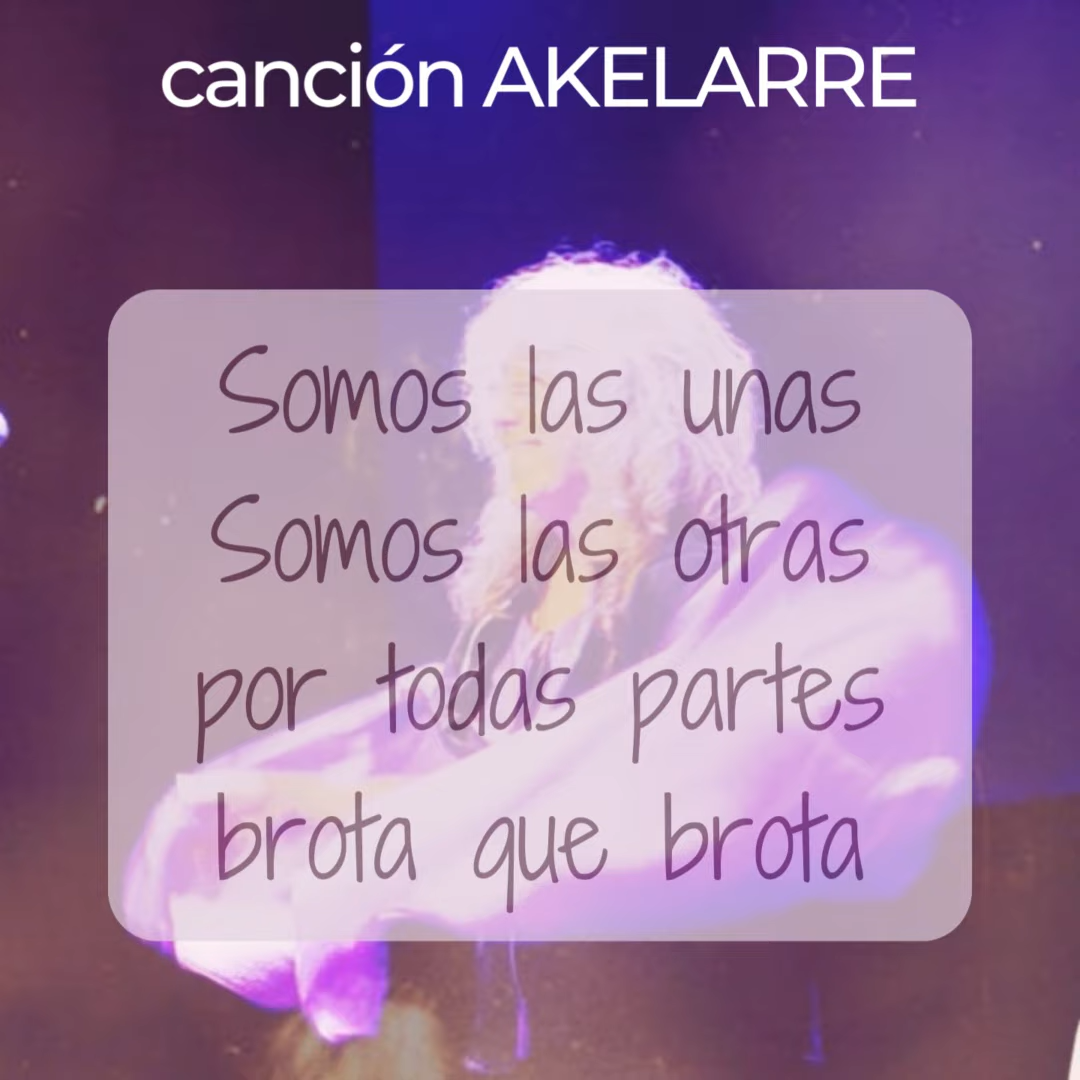 canción AKELARRE
Somos las unas
Somos las otras
por todas partes
brota que brota